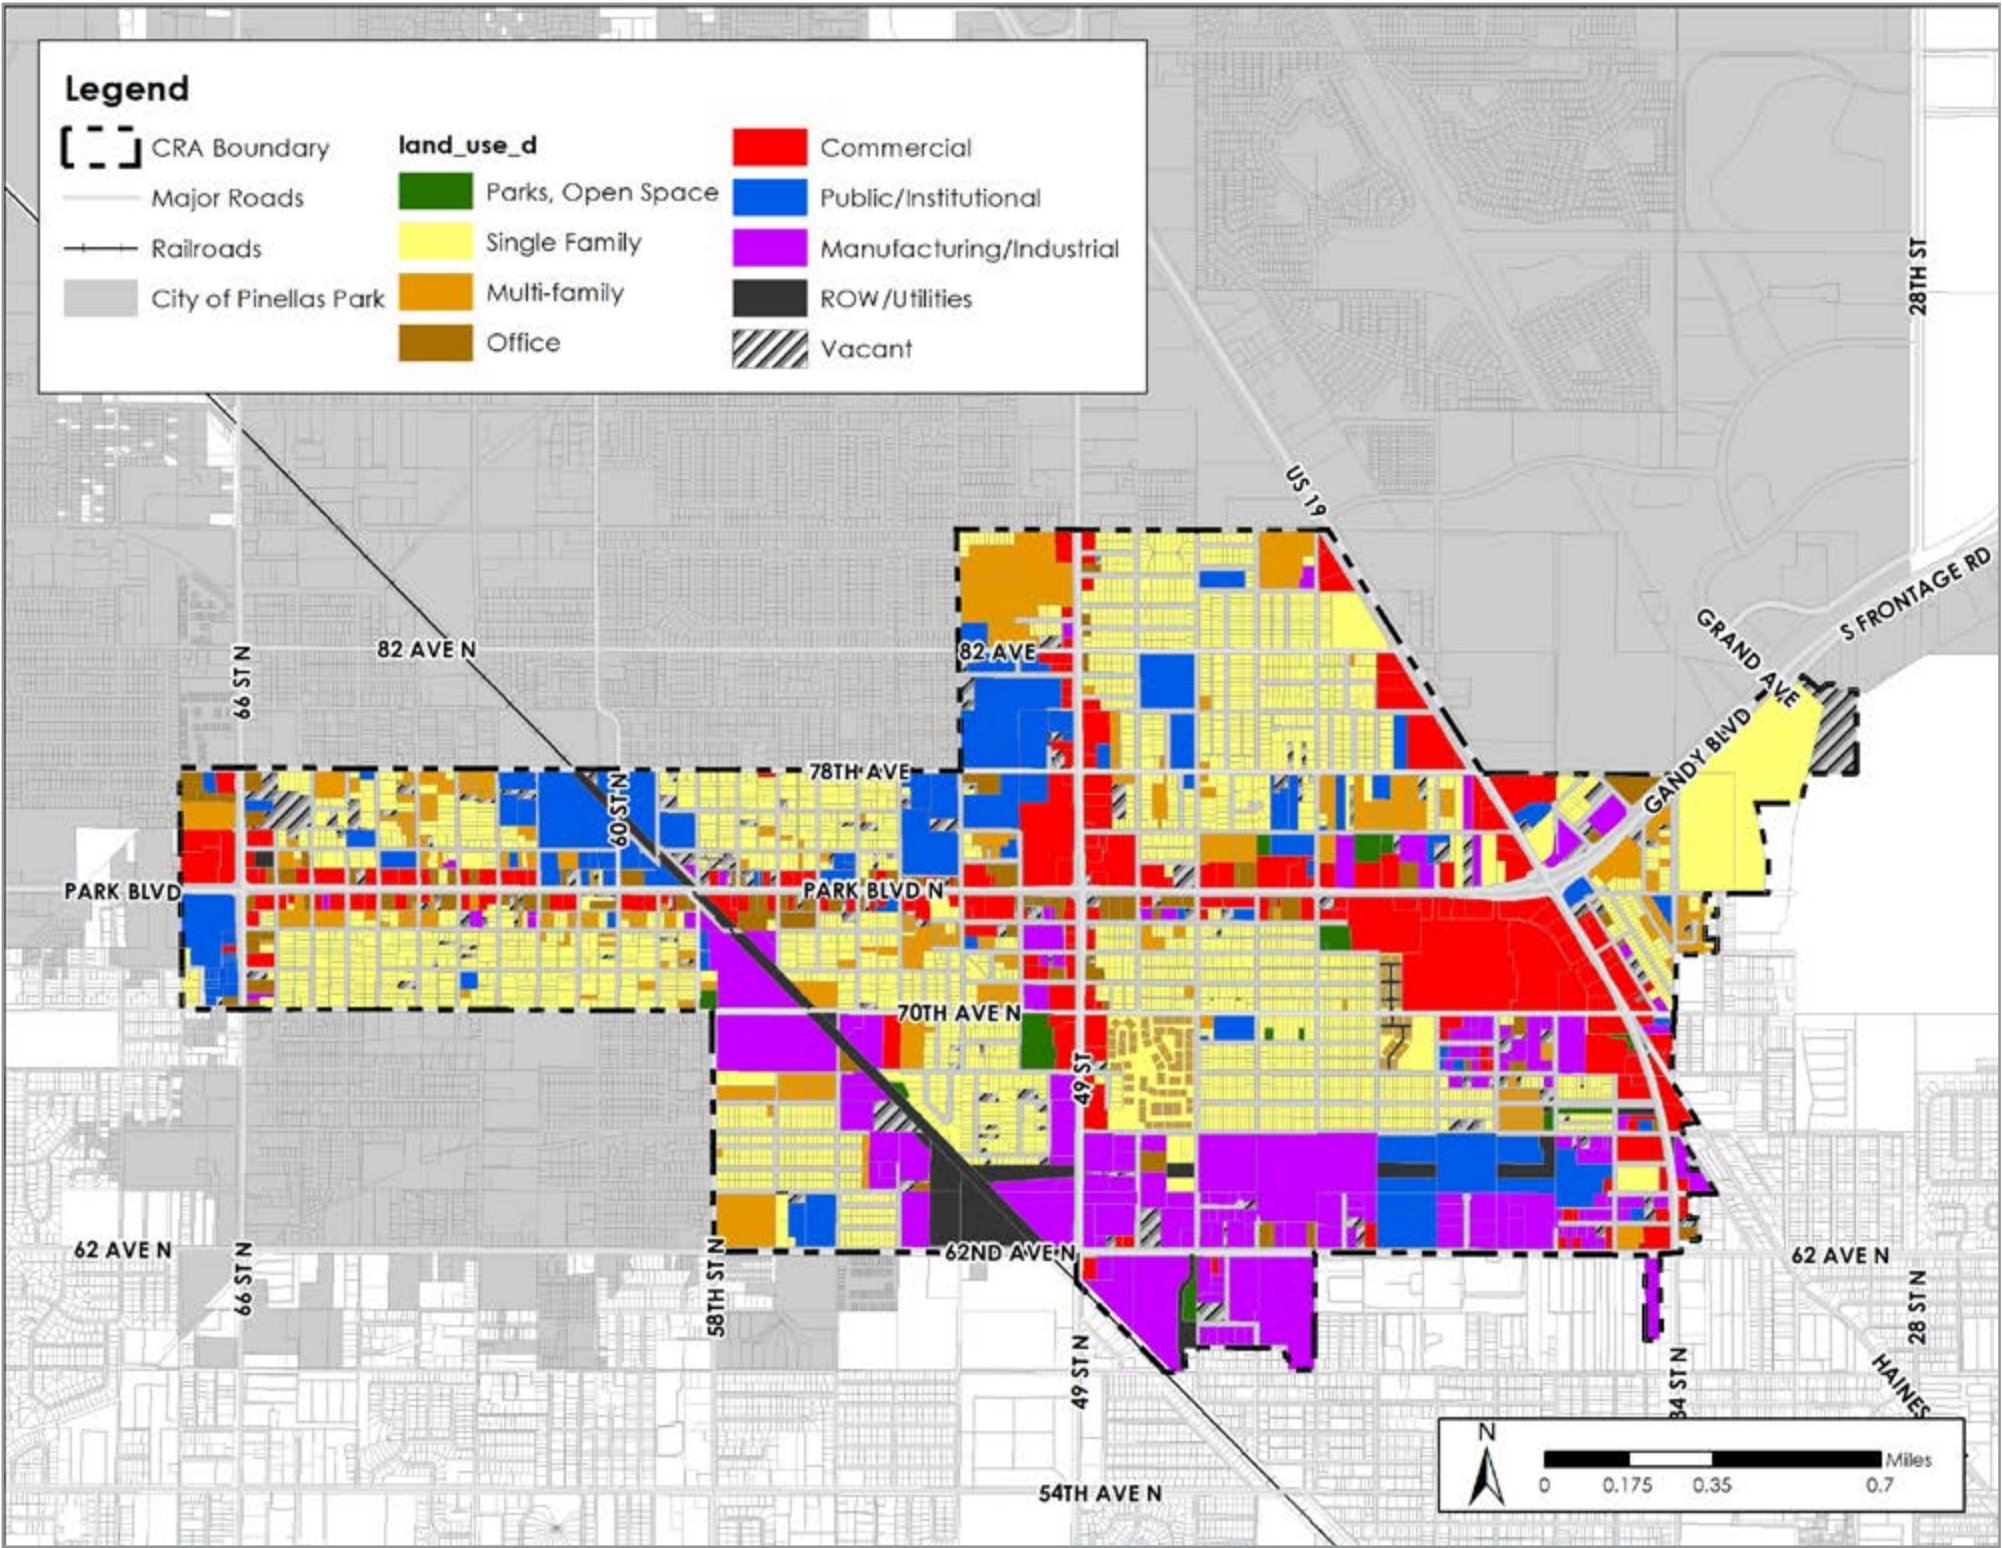 Legend
CRA Boundary
Major Roads
Railroads
City of Pinellas Park
land_use_d
Parks, Open Space
Single Family
Multi-family
Office
Commercial
Public/Institutional
Manufacturing/Industrial
ROW/Utilities
Vacant
28TH ST
US 19
S FRONTAGE RD
GRAND AVE
66 ST N
82 AVE N
82 AVE
GANDY BLVD
78TH AVE
60 ST N
PARK BLVD
PARK BLVD N
70TH AVE N
49 ST
62 AVE N
66 ST N
58TH ST N
62ND AVE N
62 AVE N
28 ST N
49 ST N
34 ST N
HAINES
54TH AVE N
N
Miles
0 0.175 0.35 0.7